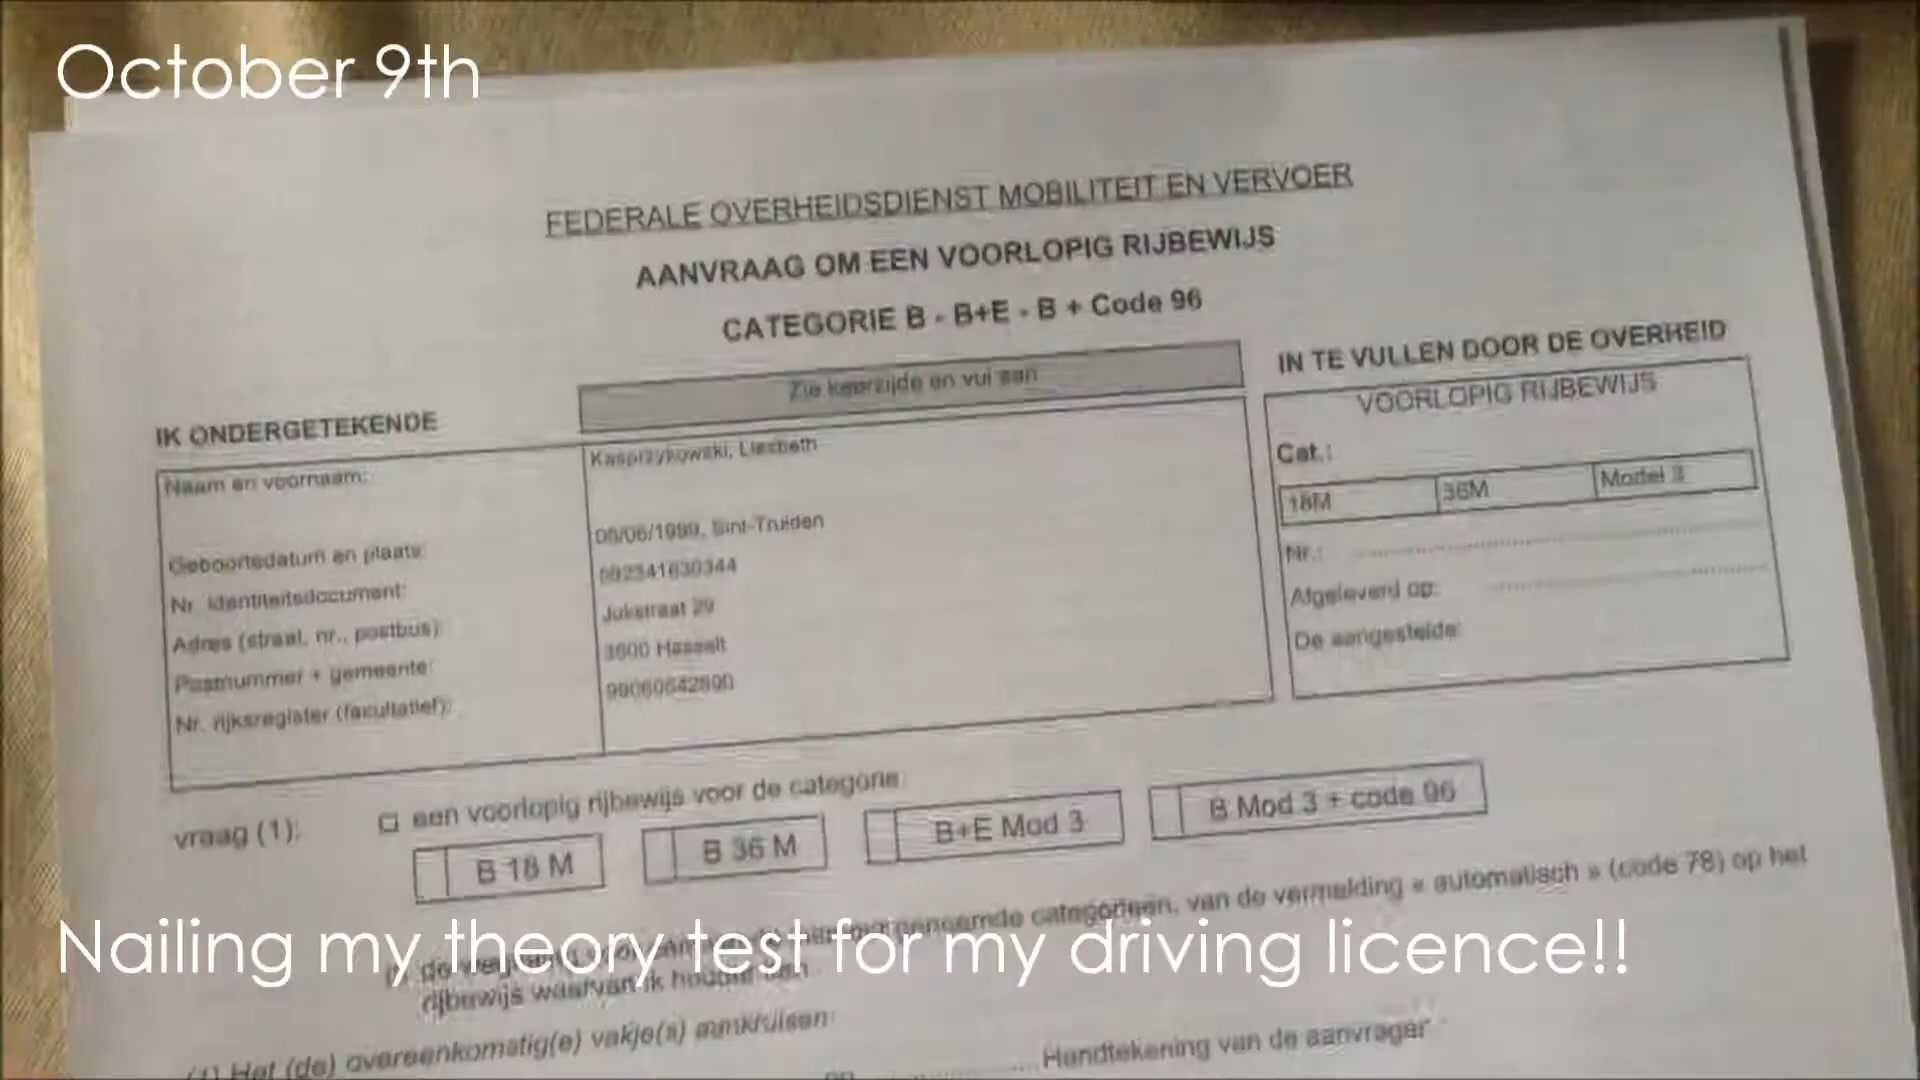 October 9th
FEDERALE OVERHEIDSDIENST MOBILITEIT EN VERVOER
AANVRAAG OM EEN VOORLOPIG RIJBEWIJS
CATEGORIE B - B+E - B + Code 96
Zie keerzijde en vul aan
IN TE VULLEN DOOR DE OVERHEID
IK ONDERGETEKENDE
VOORLOPIG RIJBEWIJS
Naam en voornaam:
Kasprzykowski, Liesbeth
Cat.:
18M
36M
Model 3
Geboortedatum en plaats:
Sint-Truiden
Nr.:
Nr. identiteitsdocument:
Afgeleverd op:
Adres (straat, nr., postbus):
29
De aangestelde:
Postnummer + gemeente:
Hasselt
Nr. rijksregister (facultatief):
vraag (1):
een voorlopig rijbewijs voor de categorie:
B 18 M
B 36 M
B+E Mod 3
B Mod 3 + code 96
genoemde categorieën, van de vermelding « automatisch » (code 78) op het
Nailing my theory test for my driving licence!!
rijbewijs waarvan ik houder ben
(1) Het (de) overeenkomstig(e) vakje(s) aankruisen:
op
Handtekening van de aanvrager